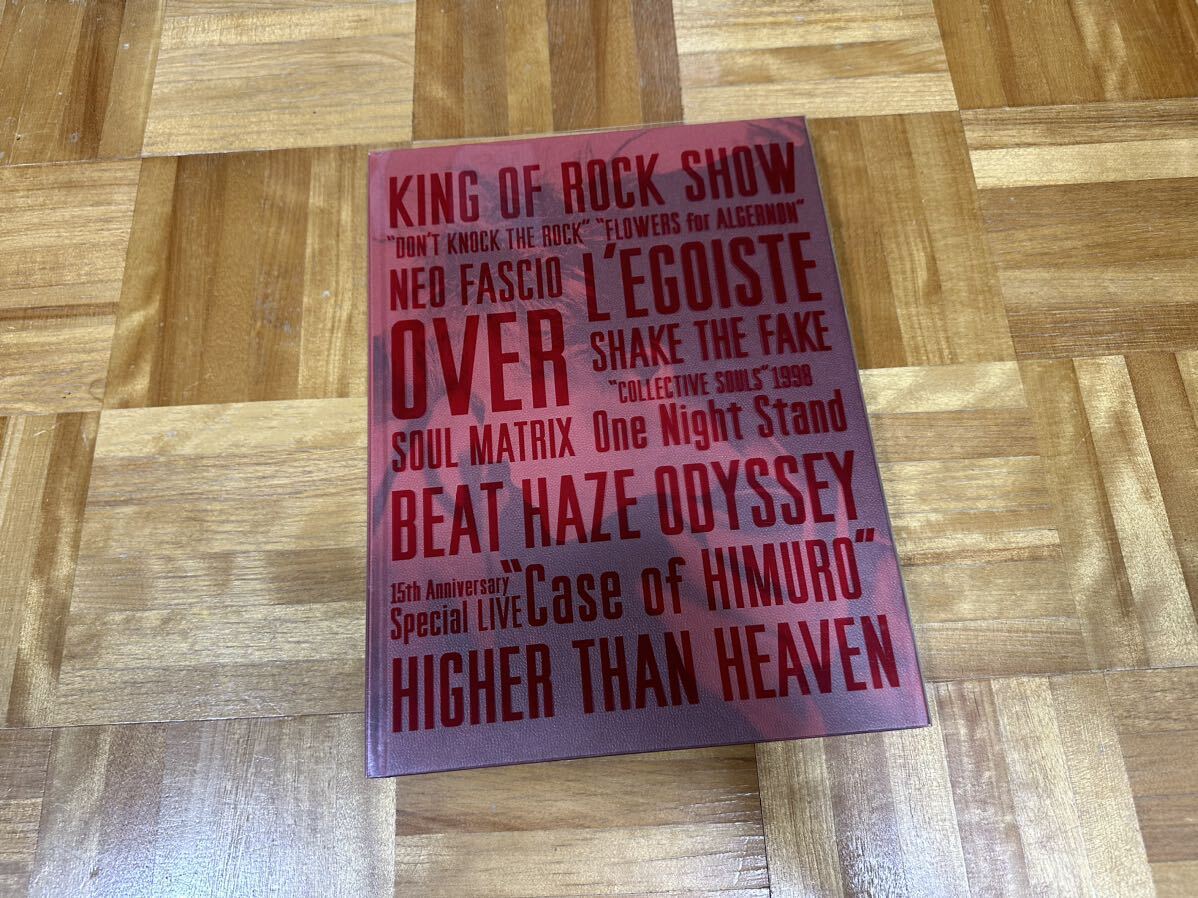 KING OF ROCK SHOW
"DON'T KNOCK THE ROCK" "FLOWERS for ALGERNON"
NEO FASCIO L'EGOISTE
OVER SHAKE THE FAKE
"COLLECTIVE SOULS" 1998
SOUL MATRIX One Night Stand
BEAT HAZE ODYSSEY
15th Anniversary
Special LIVE "Case of HIMURO"
HIGHER THAN HEAVEN